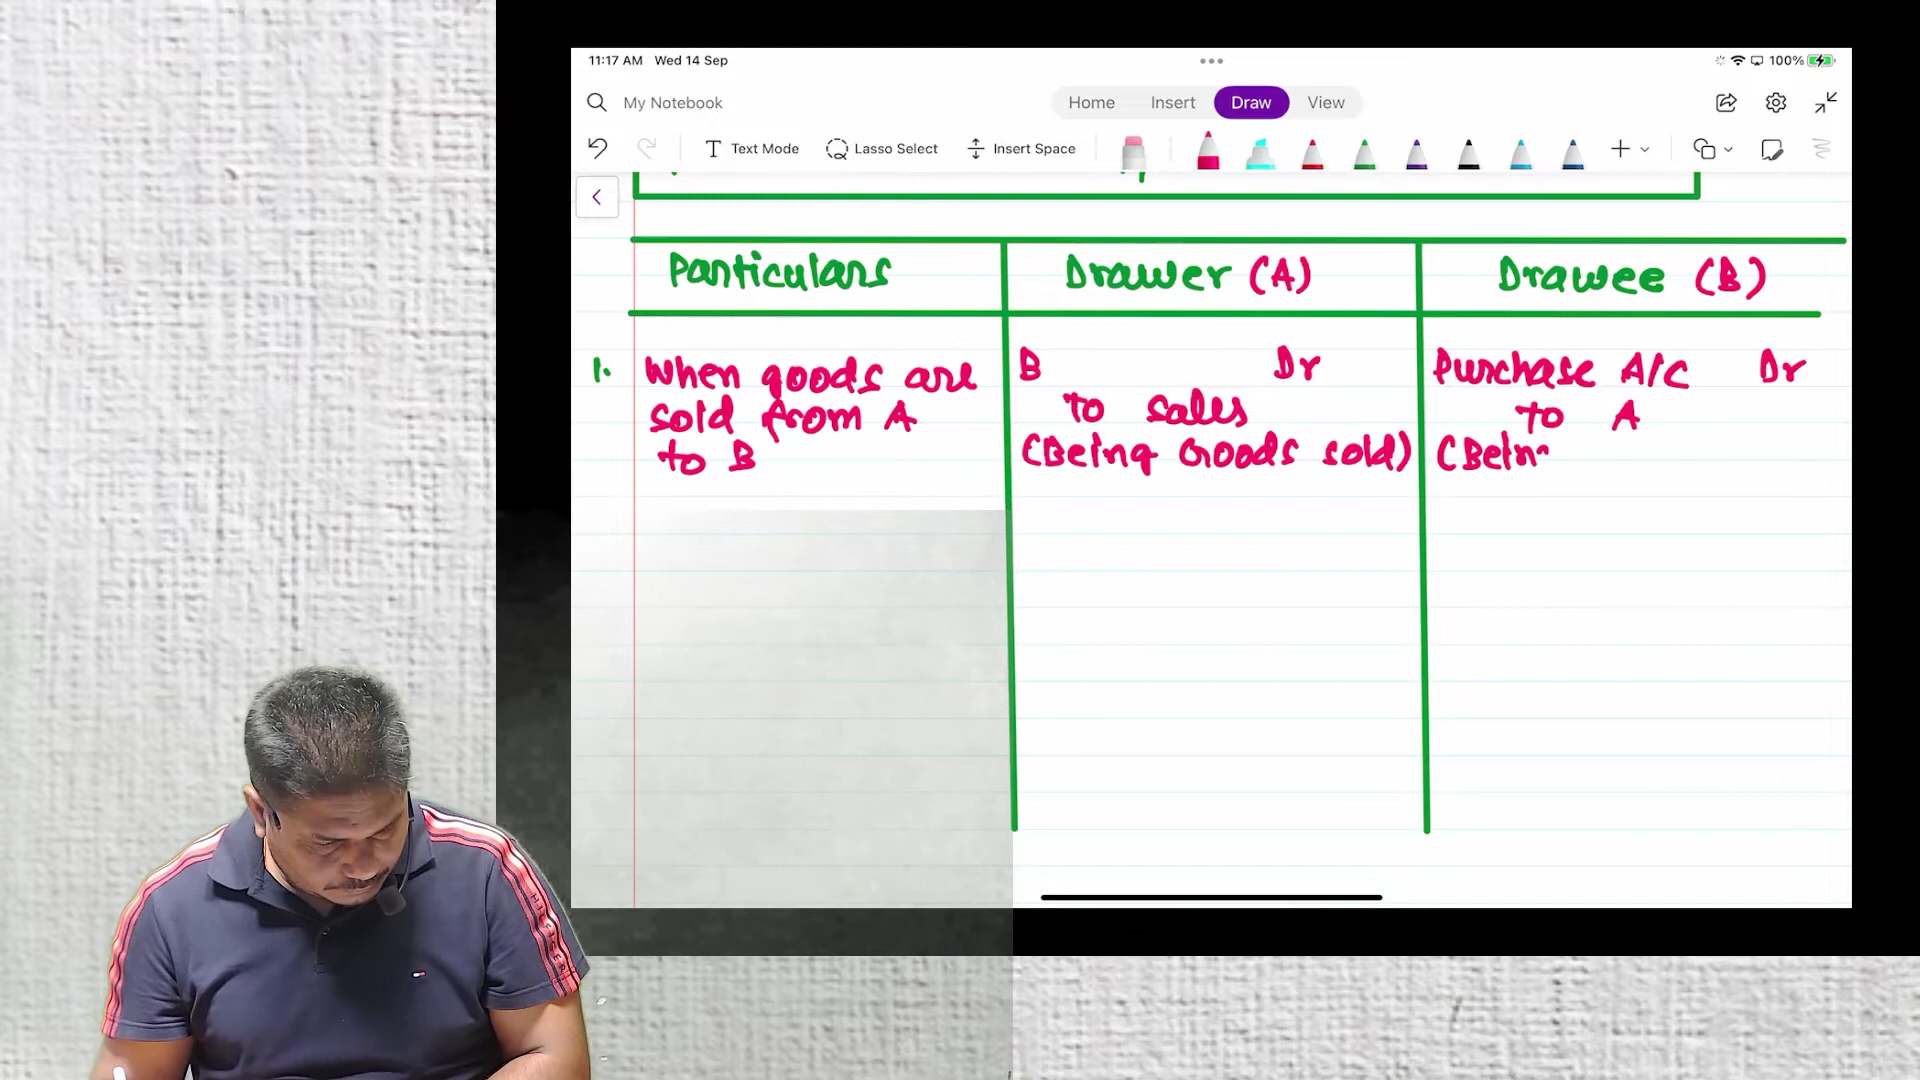 11:17 AM Wed 14 Sep
100%
My Notebook
Home Insert Draw View
Text Mode Lasso Select Insert Space
Particulars Drawer (A) Drawee (B)
1. When goods are sold from A to B
B Dr
to sales
(Being Goods sold)
Purchase A/C Dr
to A
(Bein